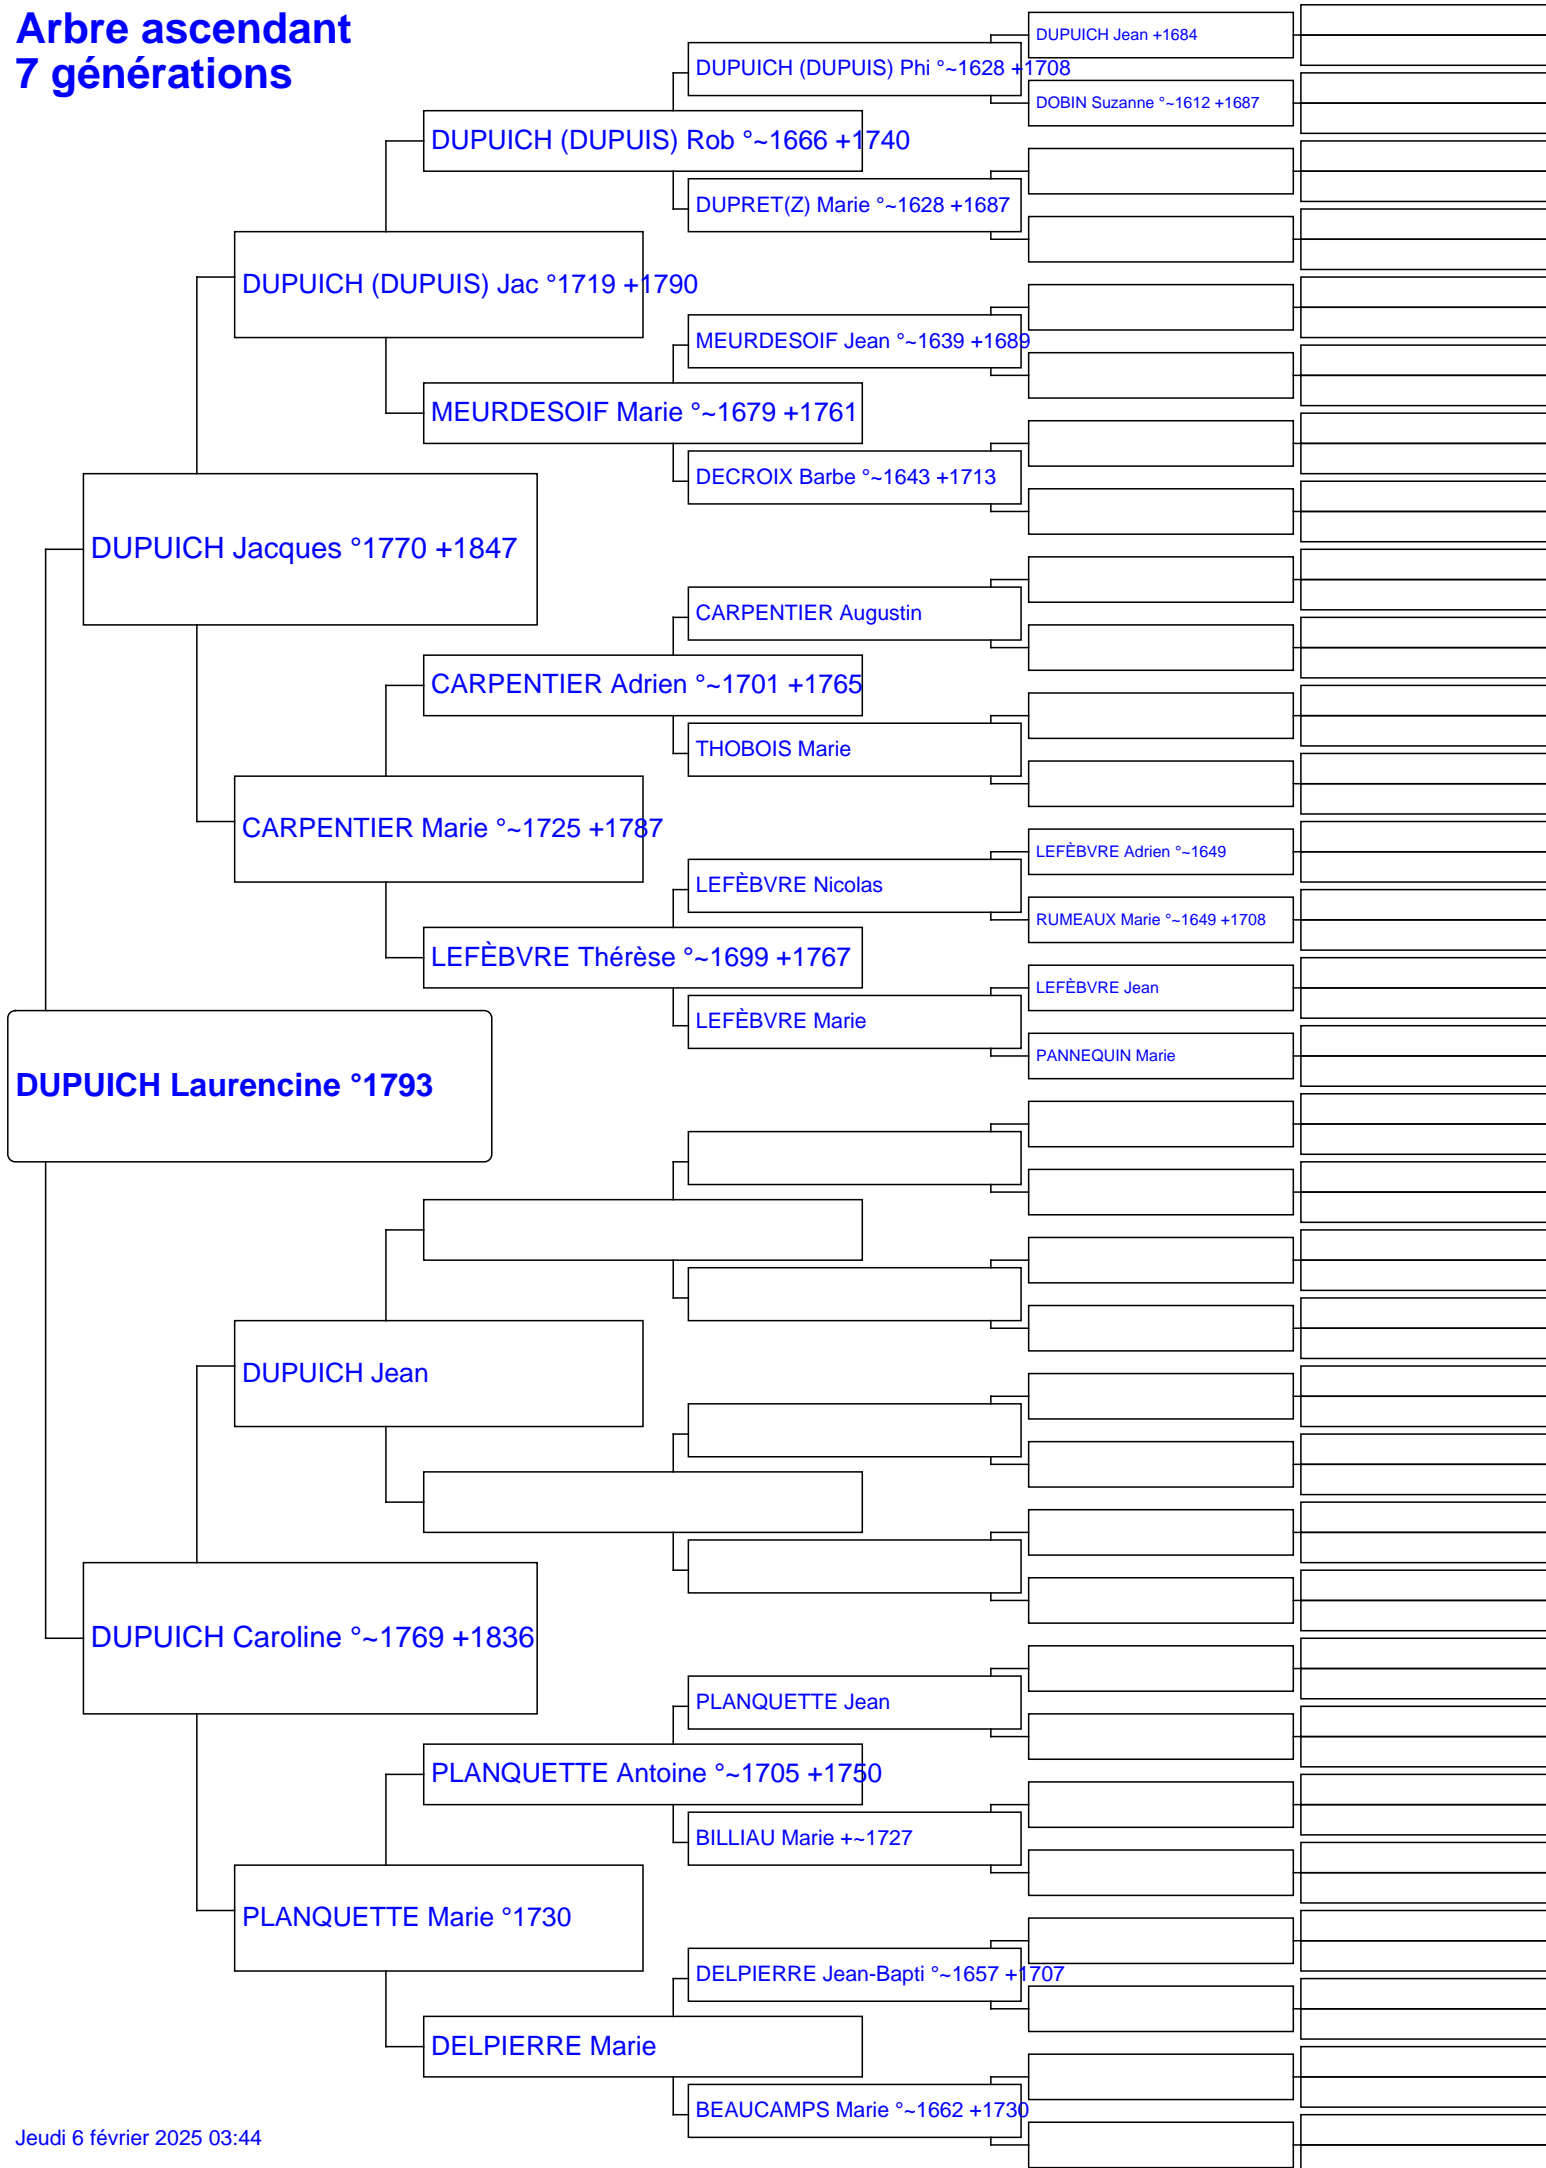 Arbre ascendant
7 générations
DUPUICH Jean +1684
DUPUICH (DUPUIS) Phi °~1628 +1708
DOBIN Suzanne °~1612 +1687
DUPUICH (DUPUIS) Rob °~1666 +1740
DUPRET(Z) Marie °~1628 +1687
DUPUICH (DUPUIS) Jac °1719 +1790
MEURDESOIF Jean °~1639 +1689
MEURDESOIF Marie °~1679 +1761
DECROIX Barbe °~1643 +1713
DUPUICH Jacques °1770 +1847
CARPENTIER Augustin
CARPENTIER Adrien °~1701 +1765
THOBOIS Marie
CARPENTIER Marie °~1725 +1787
LEFÈBVRE Adrien °~1649
LEFÈBVRE Nicolas
RUMEAUX Marie °~1649 +1708
LEFÈBVRE Thérèse °~1699 +1767
LEFÈBVRE Jean
LEFÈBVRE Marie
PANNEQUIN Marie
DUPUICH Laurencine °1793
DUPUICH Jean
DUPUICH Caroline °~1769 +1836
PLANQUETTE Jean
PLANQUETTE Antoine °~1705 +1750
BILLIAU Marie +~1727
PLANQUETTE Marie °1730
DELPIERRE Jean-Bapti °~1657 +1707
DELPIERRE Marie
BEAUCAMPS Marie °~1662 +1730
Jeudi 6 février 2025 03:44